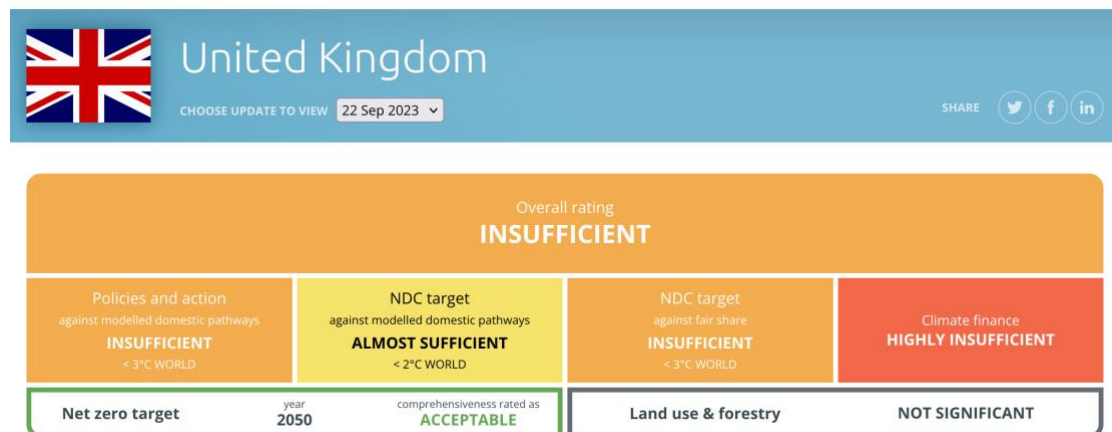 United Kingdom
CHOOSE UPDATE TO VIEW 22 Sep 2023
SHARE f in
Overall rating
INSUFFICIENT
Policies and action
against modelled domestic pathways
INSUFFICIENT
< 3°C WORLD
NDC target
against modelled domestic pathways
ALMOST SUFFICIENT
< 2°C WORLD
NDC target
against fair share
INSUFFICIENT
< 3°C WORLD
Climate finance
HIGHLY INSUFFICIENT
Net zero target
year
2050
comprehensiveness rated as
ACCEPTABLE
Land use & forestry
NOT SIGNIFICANT